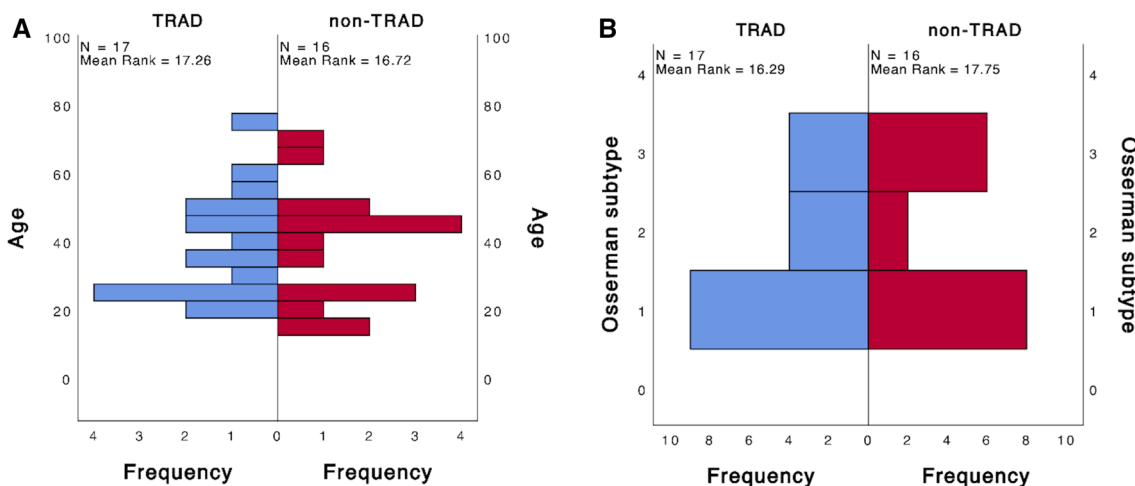 A
TRAD non-TRAD
100 100
N = 17 N = 16
Mean Rank = 17.26 Mean Rank = 16.72
80 80
60 60
Age Age
40 40
20 20
0 0
4 3 2 1 0 1 2 3 4
Frequency Frequency
B
TRAD non-TRAD
N = 17 N = 16
Mean Rank = 16.29 Mean Rank = 17.75
4 4
3 3
Osserman subtype Osserman subtype
2 2
1 1
0 0
10 8 6 4 2 0 2 4 6 8 10
Frequency Frequency